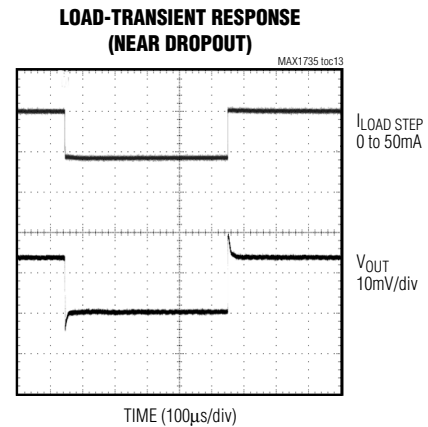 LOAD-TRANSIENT RESPONSE
(NEAR DROPOUT)
MAX1735 toc13
ILOAD STEP
0 to 50mA
VOUT
10mV/div
TIME (100µs/div)